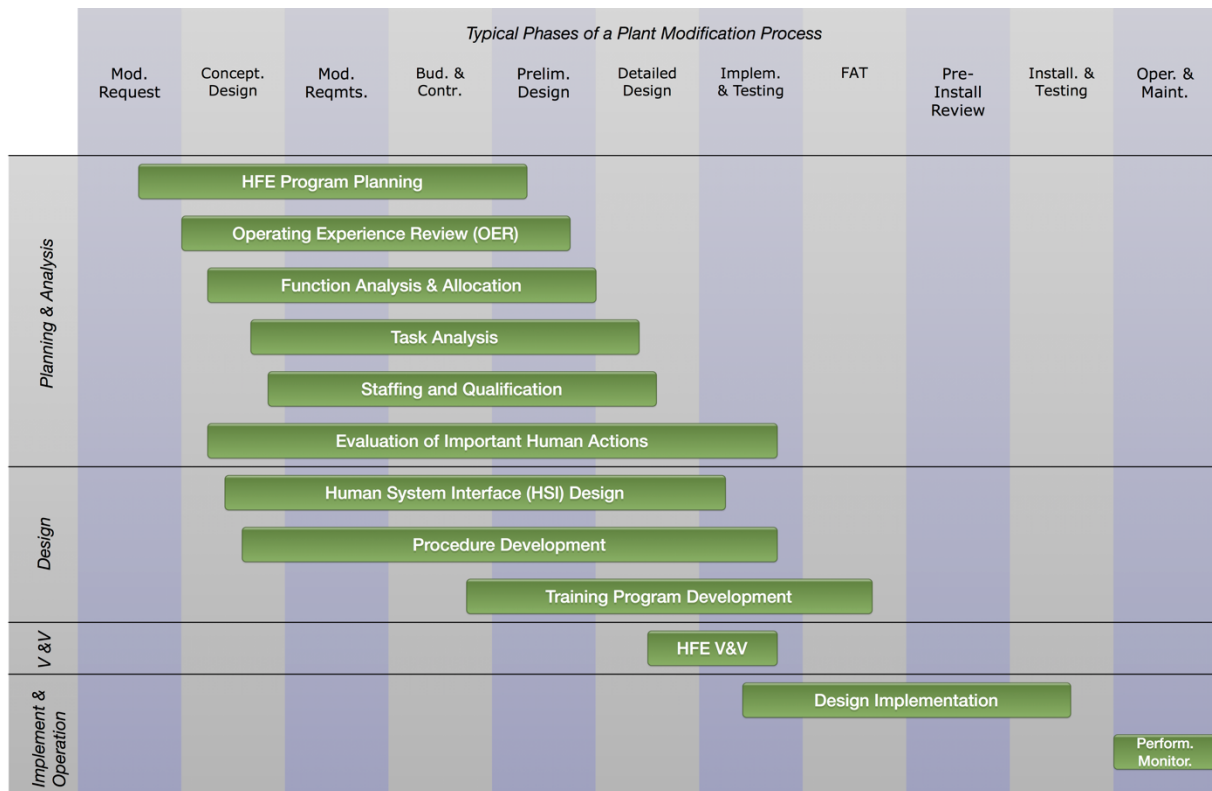 Typical Phases of a Plant Modification Process
Mod.
Request
Concept.
Design
Mod.
Reqmts.
Bud. &
Contr.
Prelim.
Design
Detailed
Design
Implem.
& Testing
FAT
Pre-
Install
Review
Install. &
Testing
Oper. &
Maint.
Planning & Analysis
HFE Program Planning
Operating Experience Review (OER)
Function Analysis & Allocation
Task Analysis
Staffing and Qualification
Evaluation of Important Human Actions
Design
Human System Interface (HSI) Design
Procedure Development
Training Program Development
V &V
HFE V&V
Implement &
Operation
Design Implementation
Perform.
Monitor.